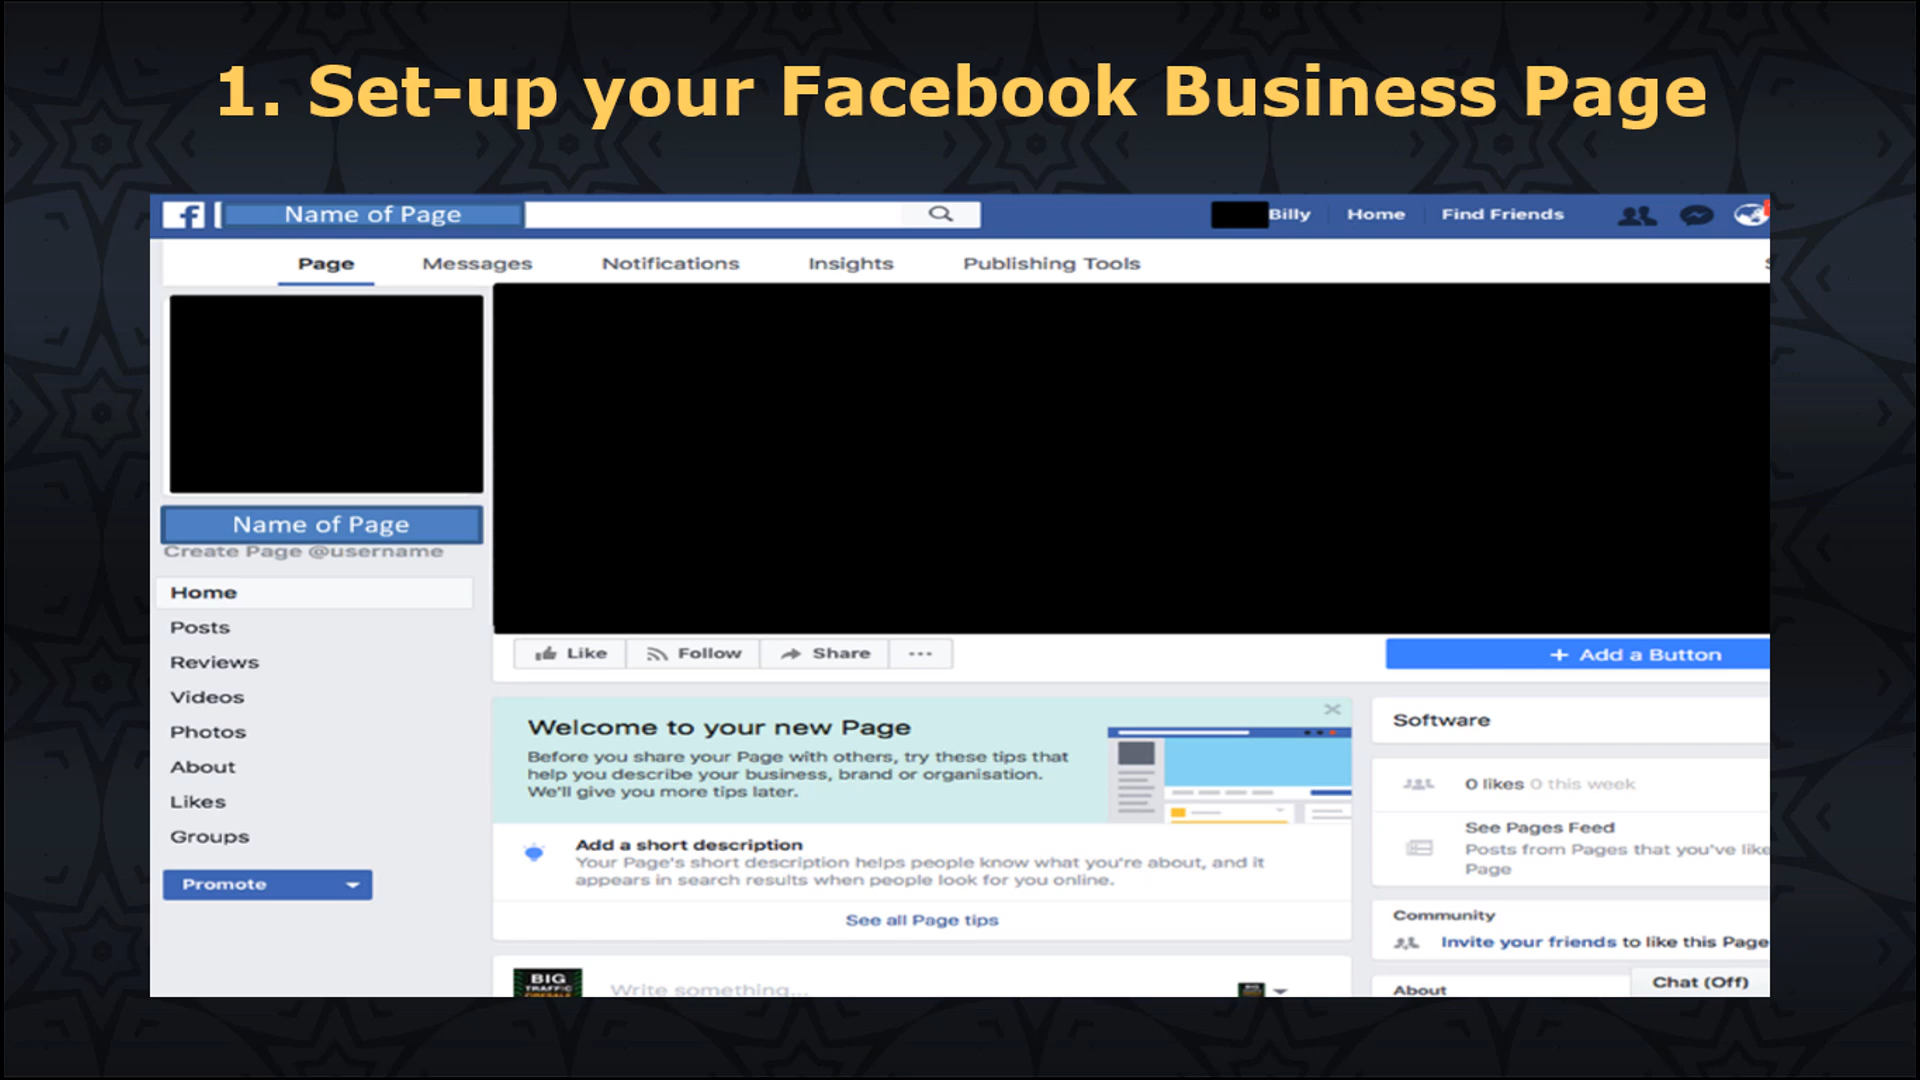 1. Set-up your Facebook Business Page
f Name of Page
Billy Home Find Friends
Page Messages Notifications Insights Publishing Tools
Name of Page
Create Page @username
Home
Posts
Reviews
Videos
Photos
About
Likes
Groups
Promote
Like Follow Share ...
+ Add a Button
Welcome to your new Page
Before you share your Page with others, try these tips that
help you describe your business, brand or organisation.
We'll give you more tips later.
Add a short description
Your Page's short description helps people know what you're about, and it
appears in search results when people look for you online.
See all Page tips
BIG
TRAFFIC
Write something...
Software
0 likes 0 this week
See Pages Feed
Posts from Pages that you've like
Page
Community
Invite your friends to like this Page
About
Chat (Off)